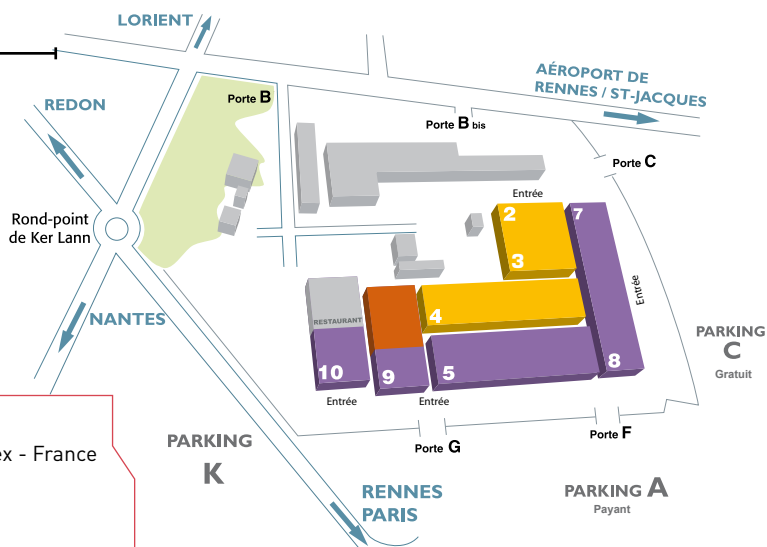 LORIENT
AÉROPORT DE
RENNES / ST-JACQUES
REDON
Porte B
Porte B bis
Porte C
Entrée
2
7
3
Rond-point
de Ker Lann
Entrée
NANTES
RESTAURANT
4
10
9
5
8
PARKING
C
Gratuit
Entrée
Entrée
PARKING
K
Porte G
Porte F
ex - France
RENNES
PARIS
PARKING A
Payant